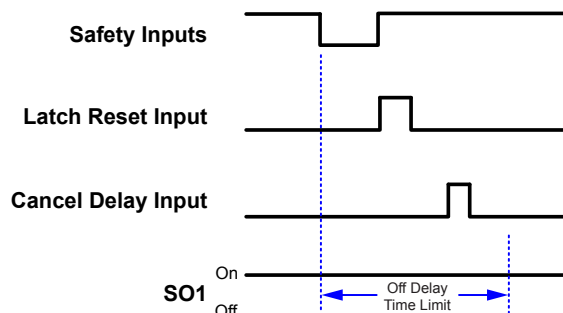 Safety Inputs
Latch Reset Input
Cancel Delay Input
On
SO1
Off Delay
Time Limit
Off